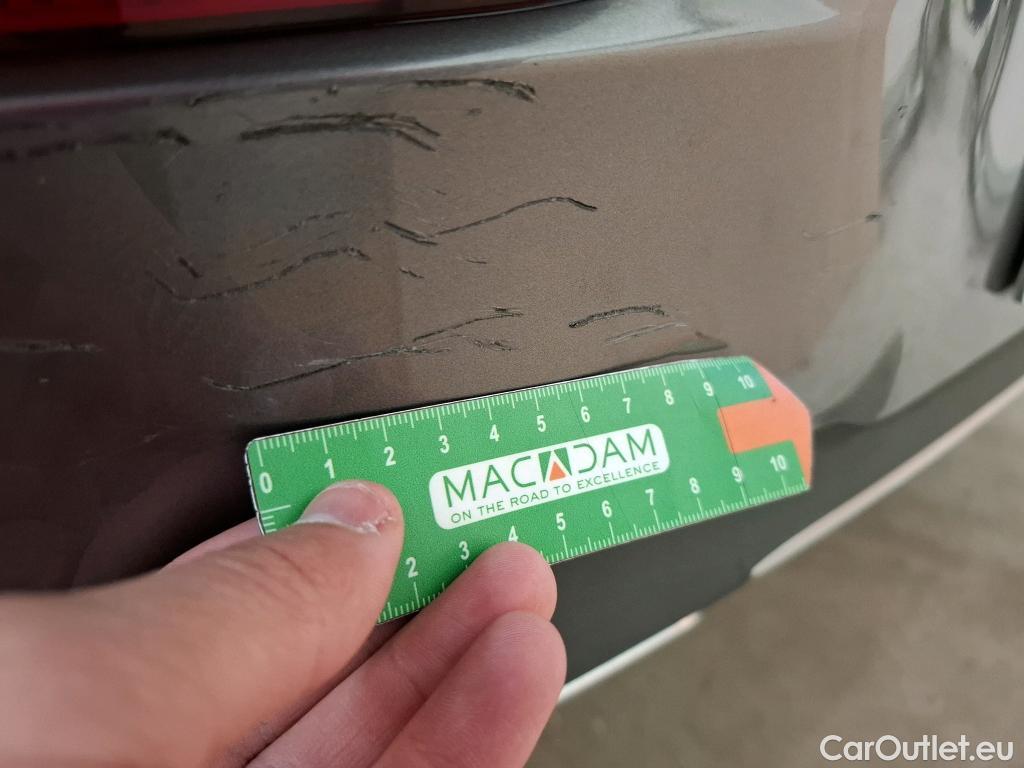 0 1 2 3 4 5 6 7 8 9 10
MACADAM
ON THE ROAD TO EXCELLENCE
2 3 4 5 6 7 8 9 10
CarOutlet.eu